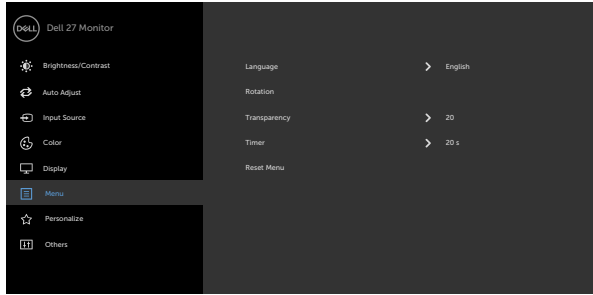 DELL
Dell 27 Monitor
Brightness/Contrast
Auto Adjust
Input Source
Color
Display
Menu
Personalize
Others
Language English
Rotation
Transparency 20
Timer 20 s
Reset Menu